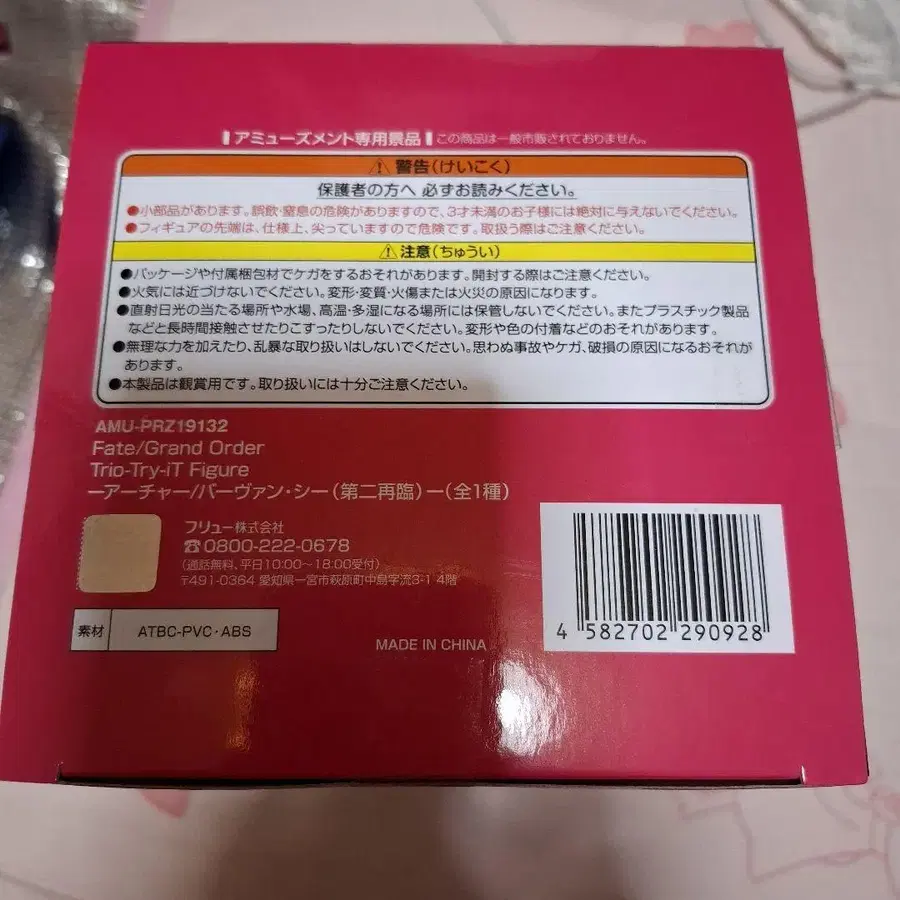 アミューズメント専用景品 この商品は一般市販されておりません。
警告(けいこく)
保護者の方へ 必ずお読みください。
●小部品があります。誤飲・窒息の危険がありますので、3才未満のお子様には絶対に与えないでください。
●フィギュアの先端は、仕様上、尖っていますので危険です。取扱う際はご注意ください。
注意(ちゅうい)
●パッケージや付属梱包材でケガをするおそれがあります。開封する際はご注意ください。
●火気には近づけないでください。変形・変質・火傷または火災の原因になります。
●直射日光の当たる場所や水場、高温・多湿になる場所には保管しないでください。またプラスチック製品
などと長時間接触させたりこすったりしないでください。変形や色の付着などのおそれがあります。
●無理な力を加えたり、乱暴な取り扱いはしないでください。思わぬ事故やケガ、破損の原因になるおそれが
あります。
●本製品は観賞用です。取り扱いには十分ご注意ください。
AMU-PRZ19132
Fate/Grand Order
Trio-Try-iT Figure
ーアーチャー/バーヴァン・シー(第二再臨)ー(全1種)
フリュー株式会社
☎0800-222-0678
(通話無料、平日10:00〜18:00受付)
〒491-0364 愛知県一宮市萩原町中島字流3-1 4階
素材 ATBC-PVC・ABS
MADE IN CHINA
4 582702 290928